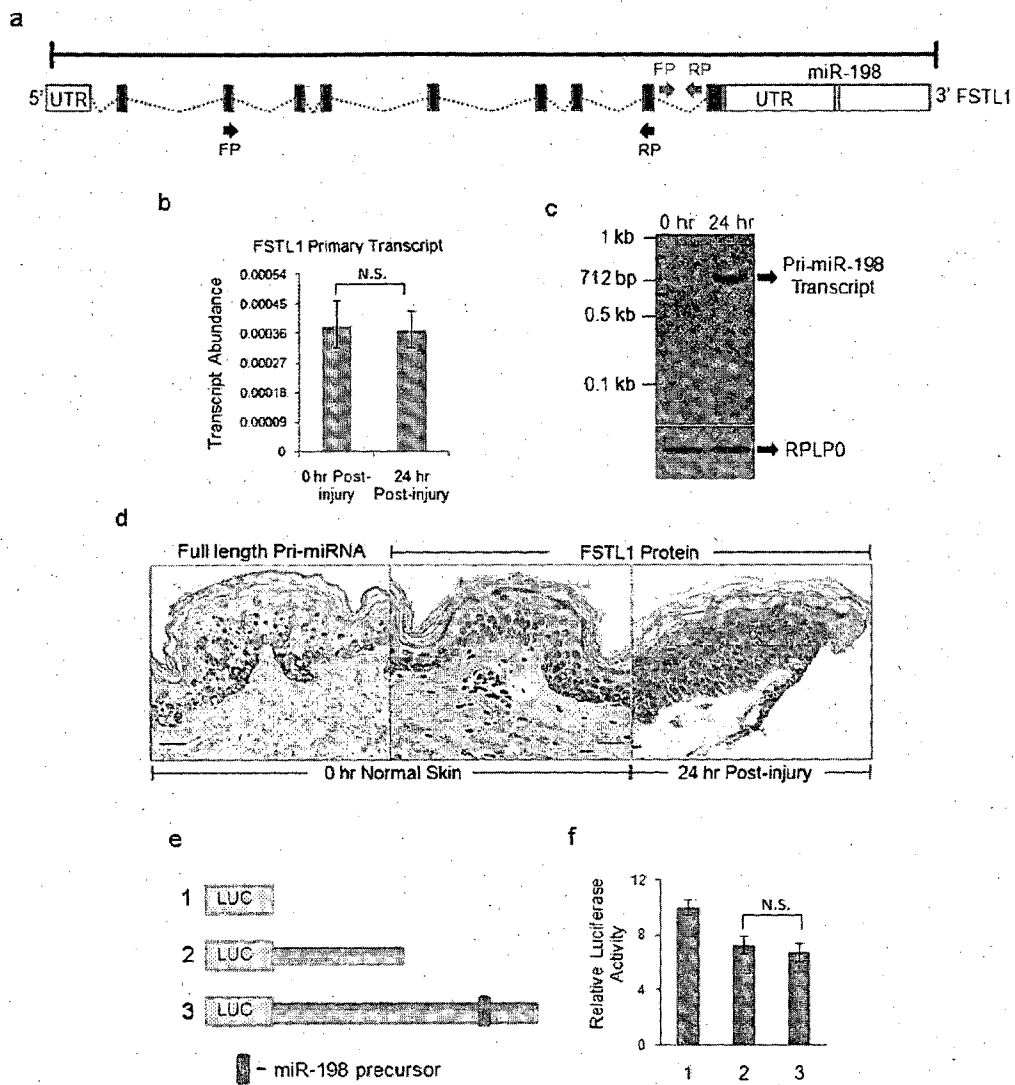 a
FP RP miR-198
5' UTR UTR 3' FSTL1
FP RP
b
FSTL1 Primary Transcript
N.S.
Transcript Abundance
0.00054
0.00045
0.00036
0.00027
0.00018
0.00009
0
0 hr Post-injury
24 hr Post-injury
c
0 hr 24 hr
1 kb
712 bp
0.5 kb
0.1 kb
Pri-miR-198
Transcript
RPLP0
d
Full length Pri-miRNA
FSTL1 Protein
0 hr Normal Skin
24 hr Post-injury
e
1 LUC
2 LUC
3 LUC
- miR-198 precursor
f
Relative Luciferase
Activity
12
8
4
0
N.S.
1 2 3